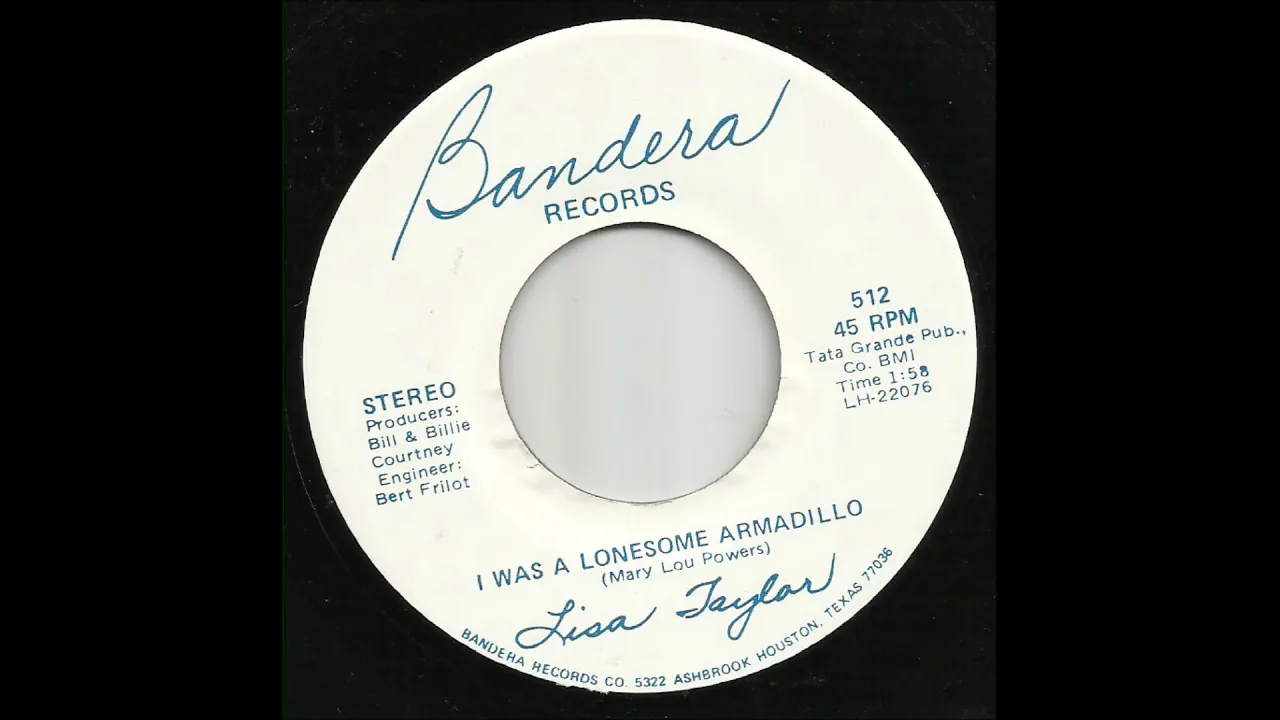 Bandera
RECORDS
512
45 RPM
Tata Grande Pub.,
Co. BMI
Time 1:58
LH-22076
STEREO
Producers:
Bill & Billie
Courtney
Engineer:
Bert Frilot
I WAS A LONESOME ARMADILLO
(Mary Lou Powers)
Lisa Taylor
BANDERA RECORDS CO. 5322 ASHBROOK HOUSTON, TEXAS 77036